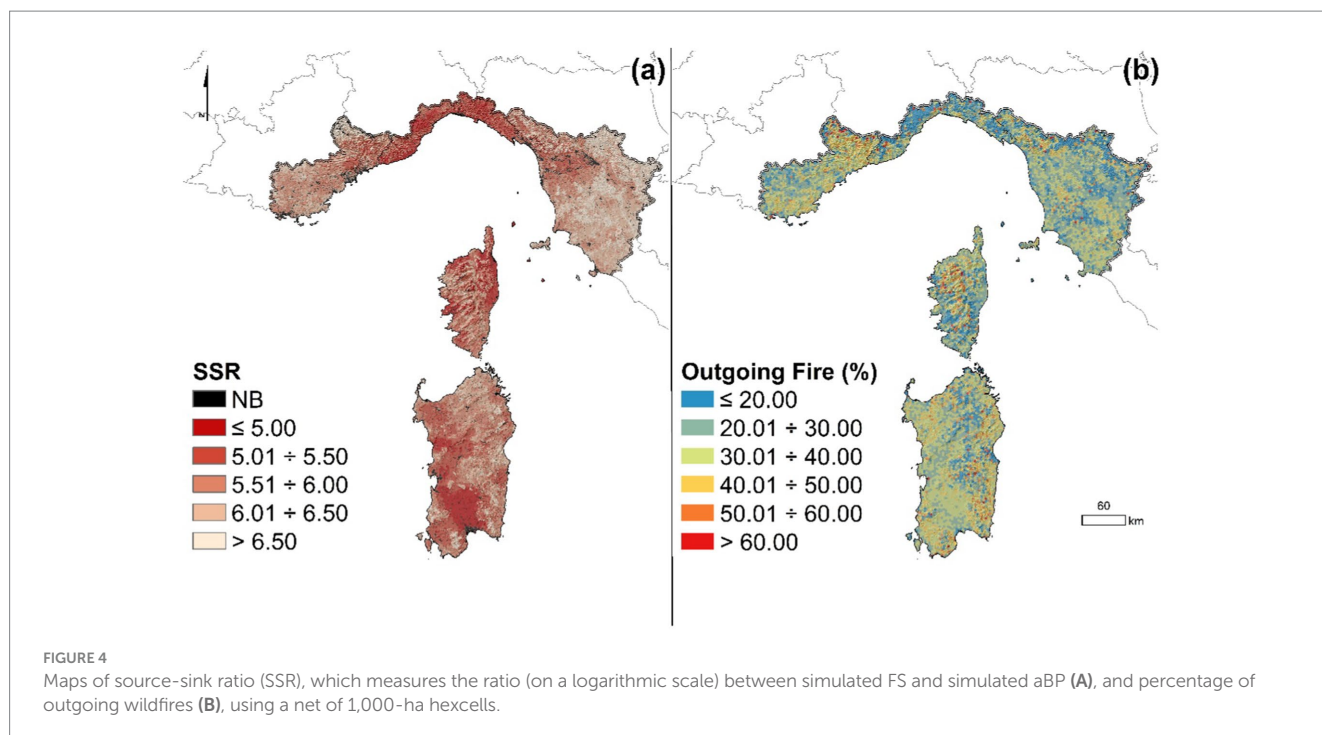 (a)
(b)
N
SSR
NB
≤ 5.00
5.01 ÷ 5.50
5.51 ÷ 6.00
6.01 ÷ 6.50
> 6.50
Outgoing Fire (%)
≤ 20.00
20.01 ÷ 30.00
30.01 ÷ 40.00
40.01 ÷ 50.00
50.01 ÷ 60.00
> 60.00
60
km
FIGURE 4
Maps of source-sink ratio (SSR), which measures the ratio (on a logarithmic scale) between simulated FS and simulated aBP (A), and percentage of
outgoing wildfires (B), using a net of 1,000-ha hexcells.